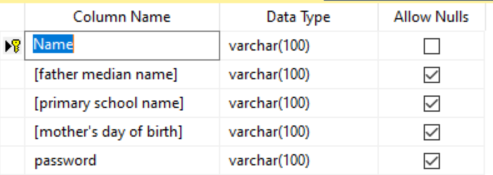 Column Name Data Type Allow Nulls
Name varchar(100)
[father median name] varchar(100)
[primary school name] varchar(100)
[mother's day of birth] varchar(100)
password varchar(100)